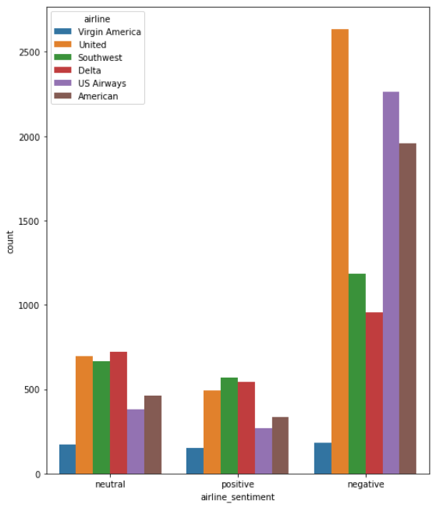 airline
Virgin America
United
Southwest
Delta
US Airways
American
2500
2000
1500
1000
500
0
count
neutral positive negative
airline_sentiment